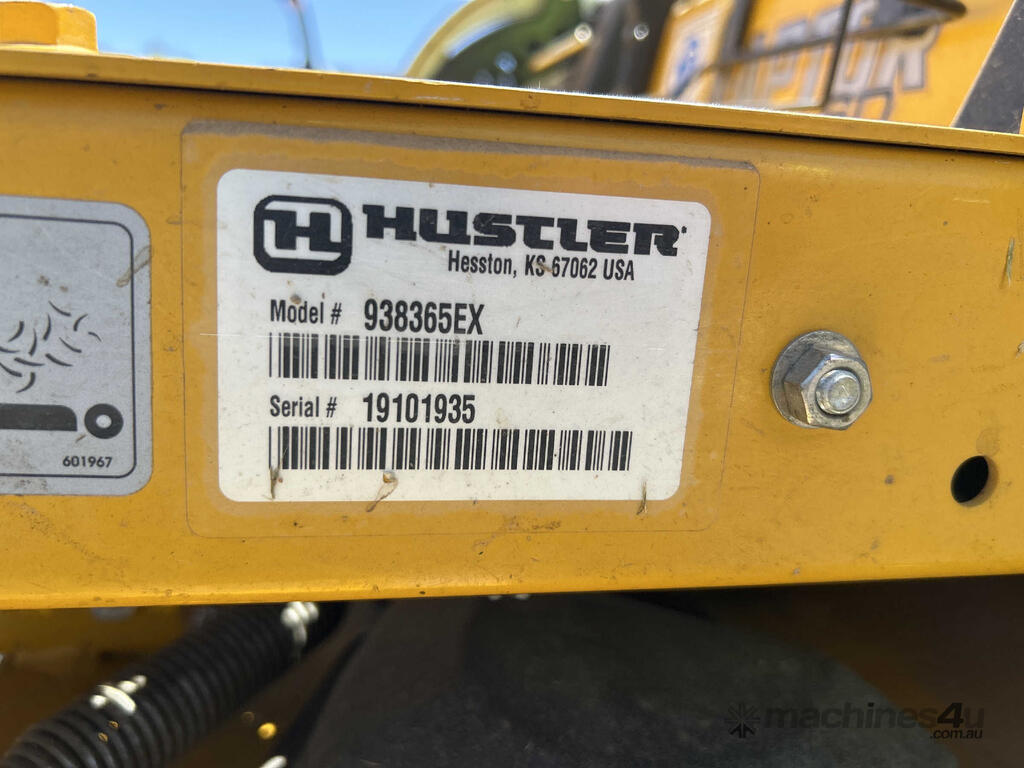 H HUSTLER
Hesston, KS 67062 USA
Model # 938365EX
Serial # 19101935
601967
machines4u
.com.au